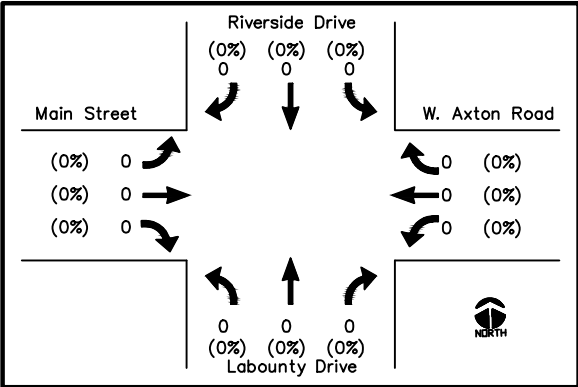 Riverside Drive
(0%) (0%) (0%)
0 0 0
Main Street
W. Axton Road
(0%) 0
0 (0%)
(0%) 0
0 (0%)
(0%) 0
0 (0%)
0 0 0
(0%) (0%) (0%)
Labounty Drive
NORTH